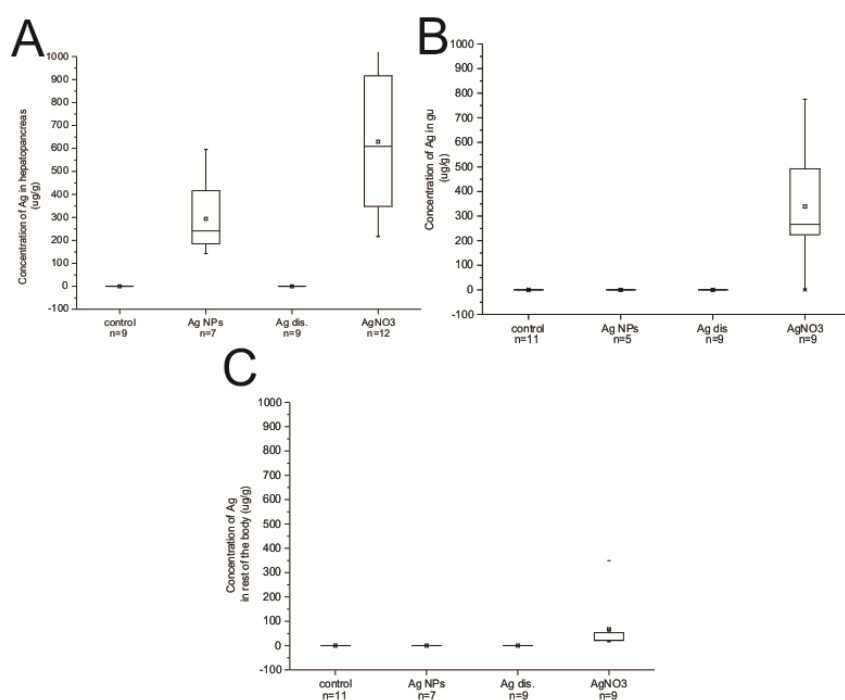 A
Concentration of Ag in hepatopancreas
(ug/g)
1000
900
800
700
600
500
400
300
200
100
0
-100
control
n=9
Ag NPs
n=7
Ag dis.
n=9
AgNO3
n=12
B
Concentration of Ag in gu
(ug/g)
1000
900
800
700
600
500
400
300
200
100
0
-100
control
n=11
Ag NPs
n=5
Ag dis
n=9
AgNO3
n=9
C
Concentration of Ag
in rest of the body (ug/g)
1000
900
800
700
600
500
400
300
200
100
0
-100
control
n=11
Ag NPs
n=7
Ag dis.
n=9
AgNO3
n=9